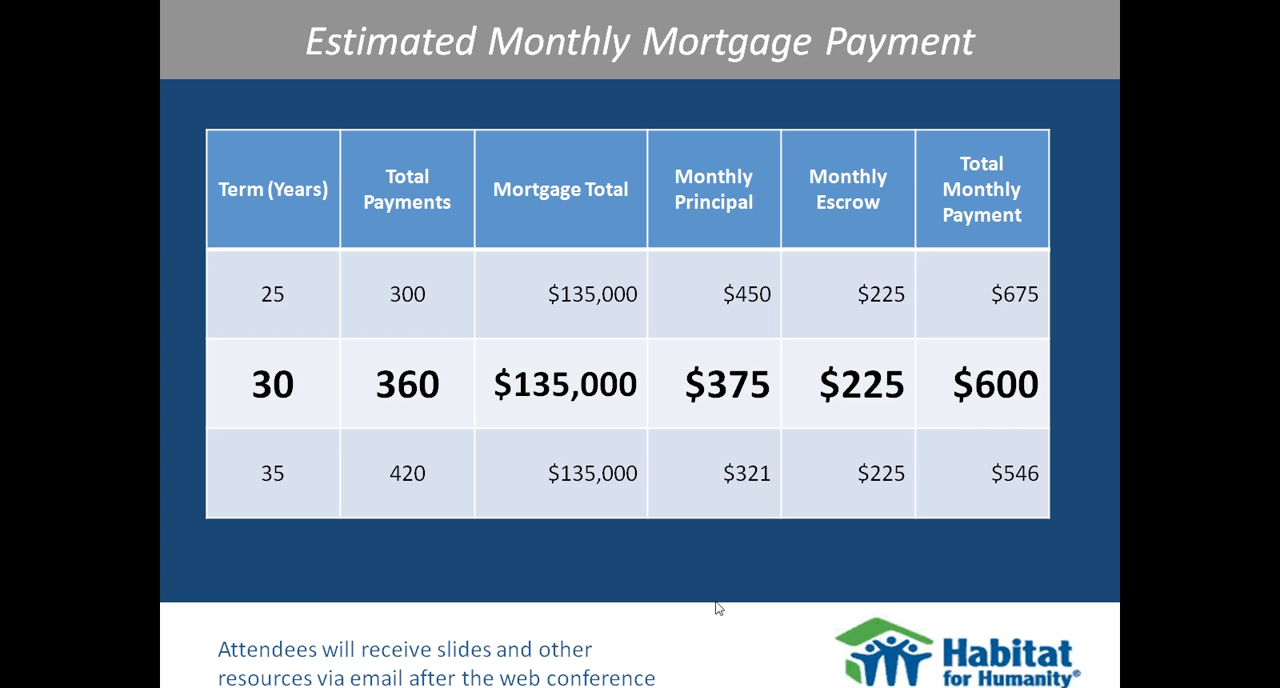 Estimated Monthly Mortgage Payment
Term (Years) Total Payments Mortgage Total Monthly Principal Monthly Escrow Total Monthly Payment
25 300 $135,000 $450 $225 $675
30 360 $135,000 $375 $225 $600
35 420 $135,000 $321 $225 $546
Attendees will receive slides and other
resources via email after the web conference
Habitat
for Humanity®